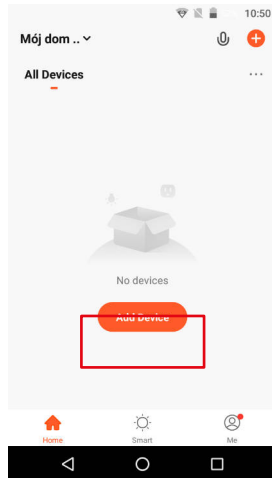 10:50
Mój dom ..
All Devices
...
No devices
Add Device
Home
Smart
Me